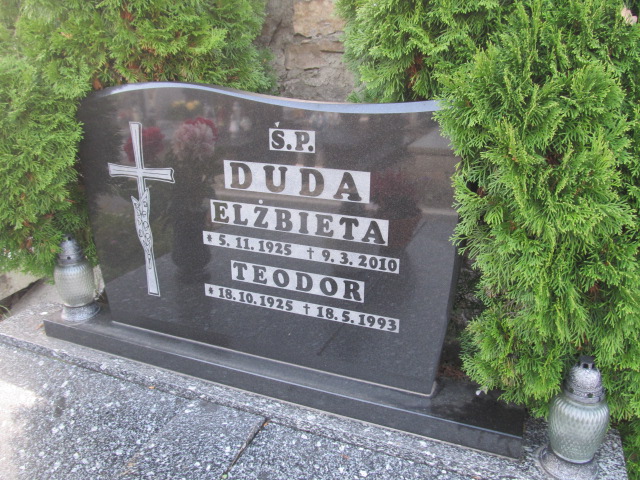 Ś.P.
DUDA
ELŻBIETA
* 5.11.1925 † 9.3.2010
TEODOR
* 18.10.1925 † 18.5.1993